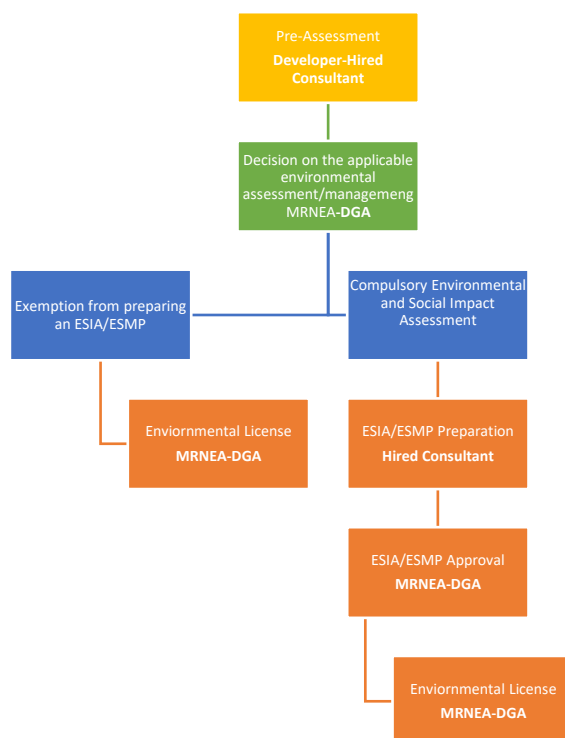 Pre-Assessment
Developer-Hired
Consultant
Decision on the applicable
environmental
assessment/managemeng
MRNEA-DGA
Exemption from preparing
an ESIA/ESMP
Compulsory Environmental
and Social Impact
Assessment
Enviornmental License
MRNEA-DGA
ESIA/ESMP Preparation
Hired Consultant
ESIA/ESMP Approval
MRNEA-DGA
Enviornmental License
MRNEA-DGA